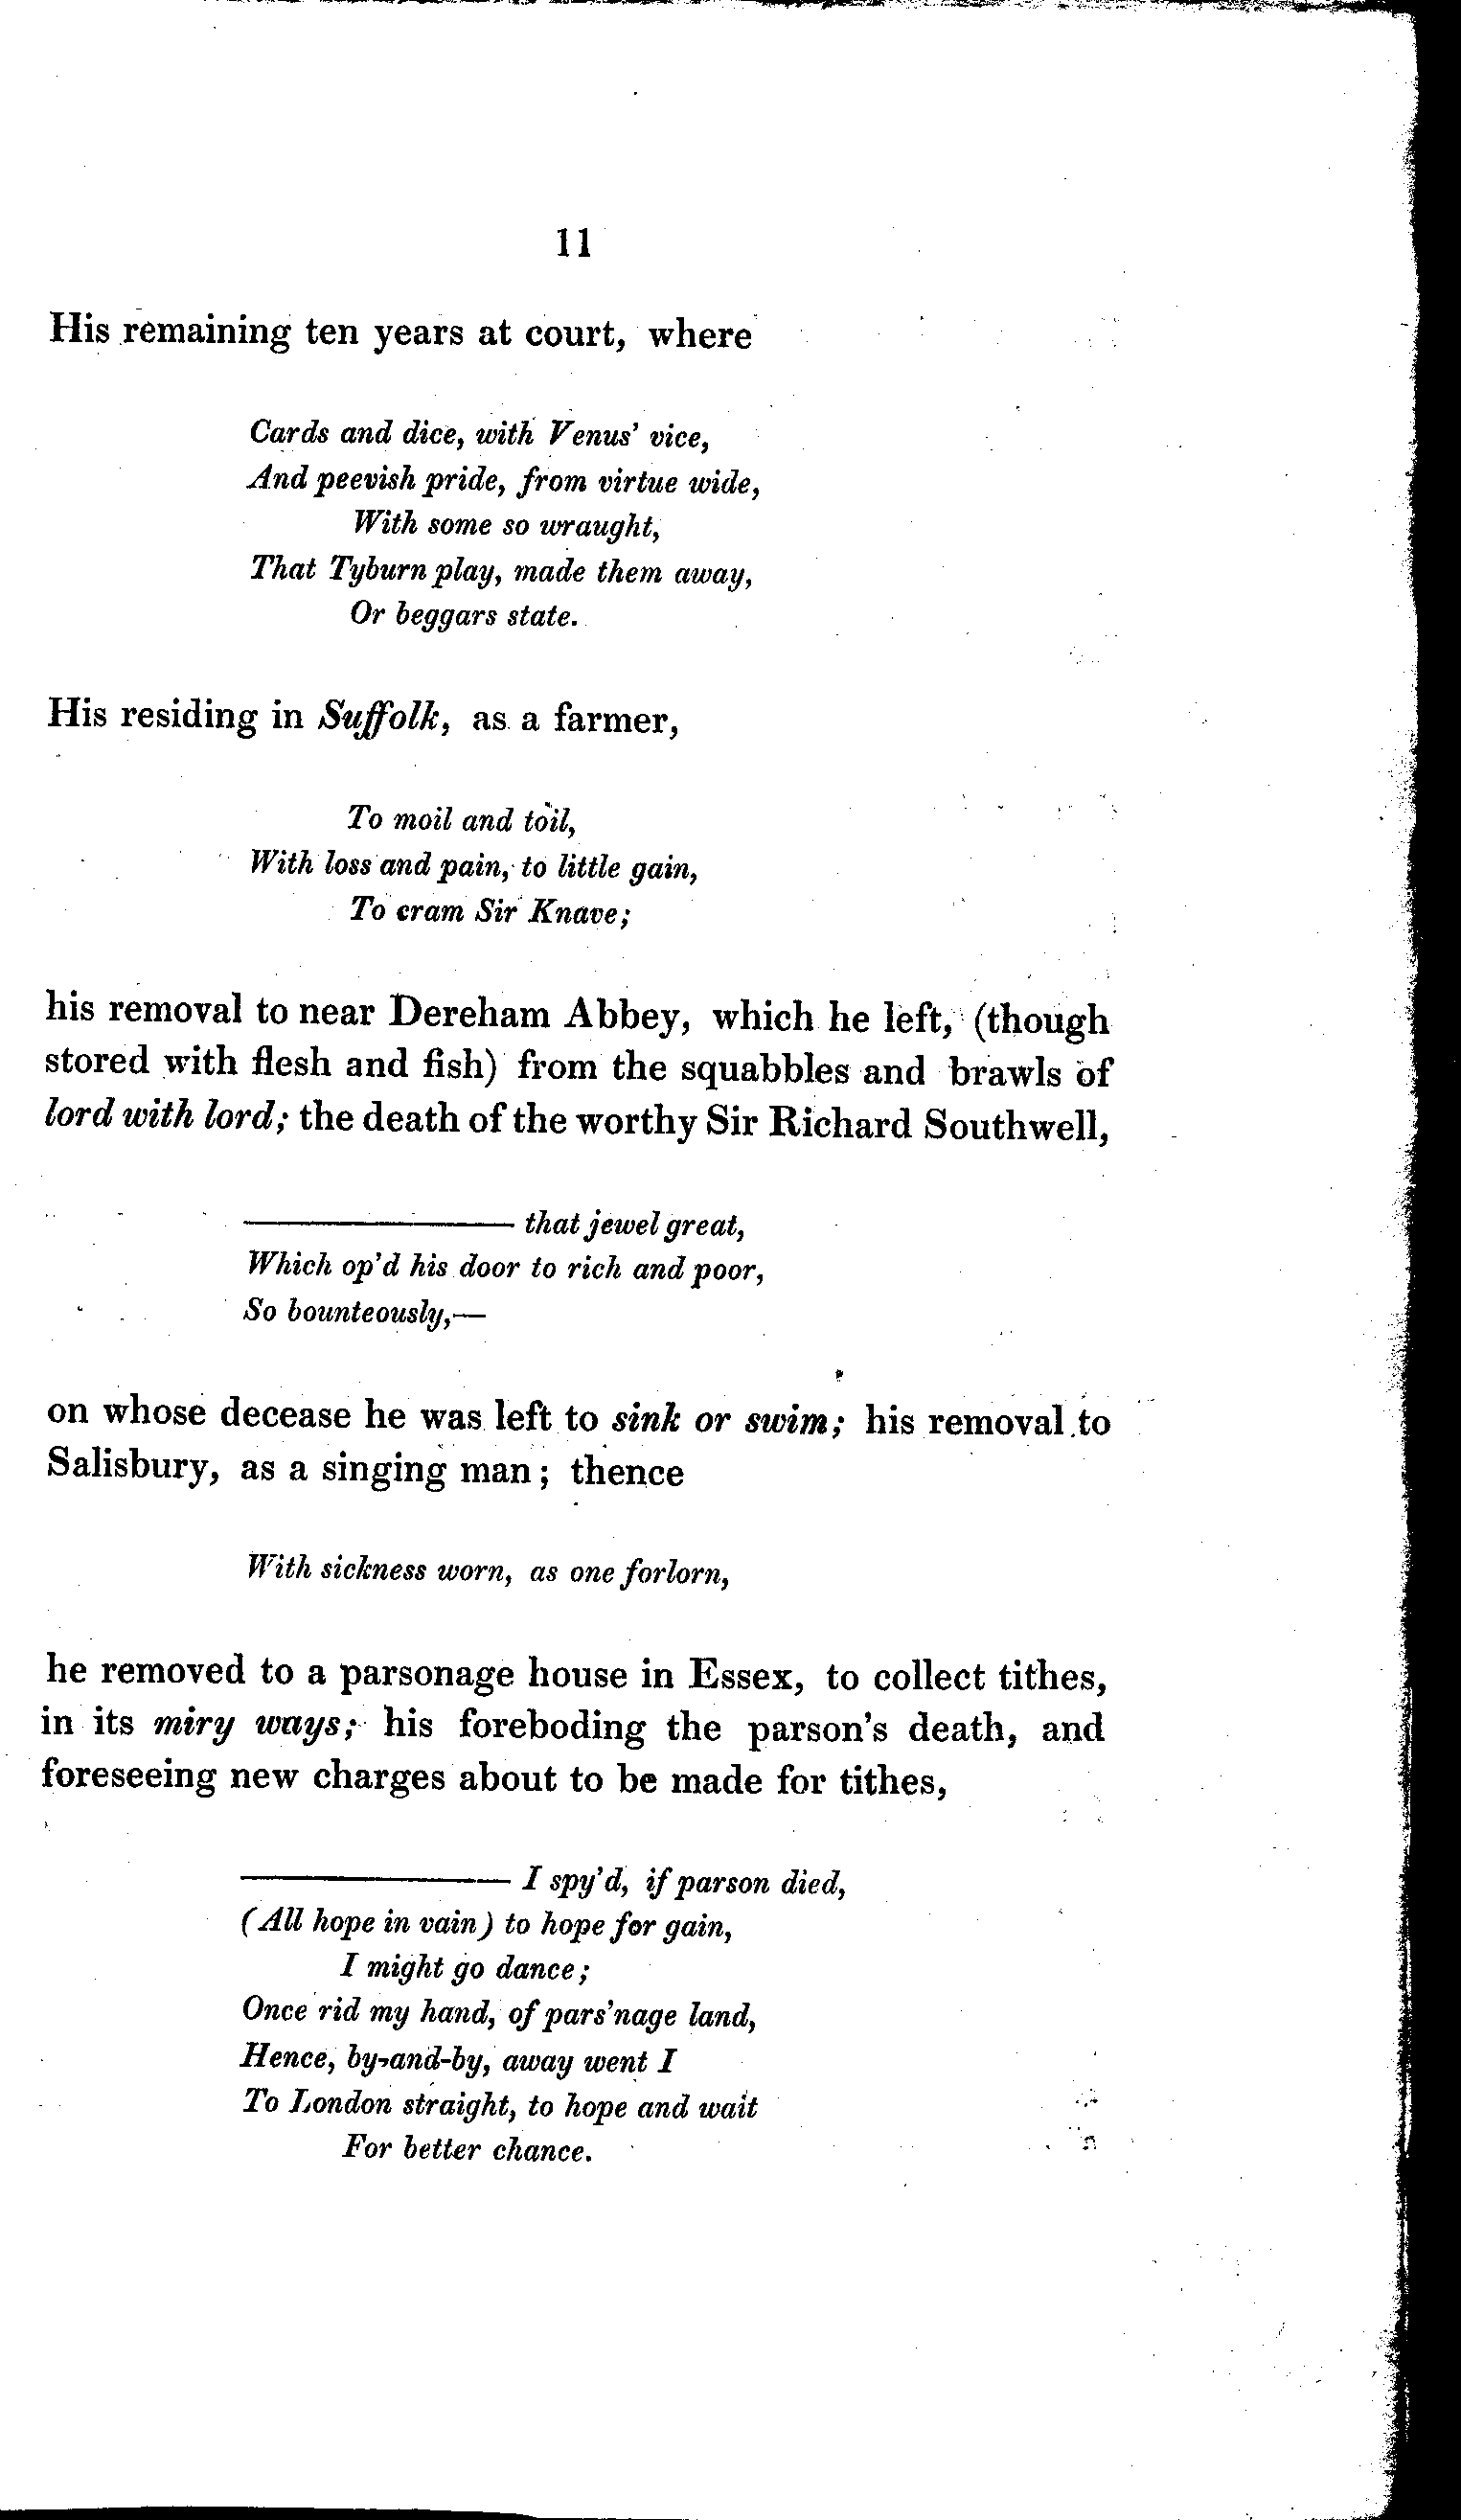 11
His remaining ten years at court, where
Cards and dice, with Venus' vice,
And peevish pride, from virtue wide,
With some so wraught,
That Tyburn play, made them away,
Or beggars state.
His residing in Suffolk, as a farmer,
To moil and toil,
With loss and pain, to little gain,
To cram Sir Knave;
his removal to near Dereham Abbey, which he left, (though
stored with flesh and fish) from the squabbles and brawls of
lord with lord; the death of the worthy Sir Richard Southwell,
——— that jewel great,
Which op'd his door to rich and poor,
So bounteously,—
on whose decease he was left to sink or swim; his removal to
Salisbury, as a singing man; thence
With sickness worn, as one forlorn,
he removed to a parsonage house in Essex, to collect tithes,
in its miry ways; his foreboding the parson's death, and
foreseeing new charges about to be made for tithes,
——— I spy'd, if parson died,
(All hope in vain) to hope for gain,
I might go dance;
Once rid my hand, of pars'nage land,
Hence, by-and-by, away went I
To London straight, to hope and wait
For better chance.